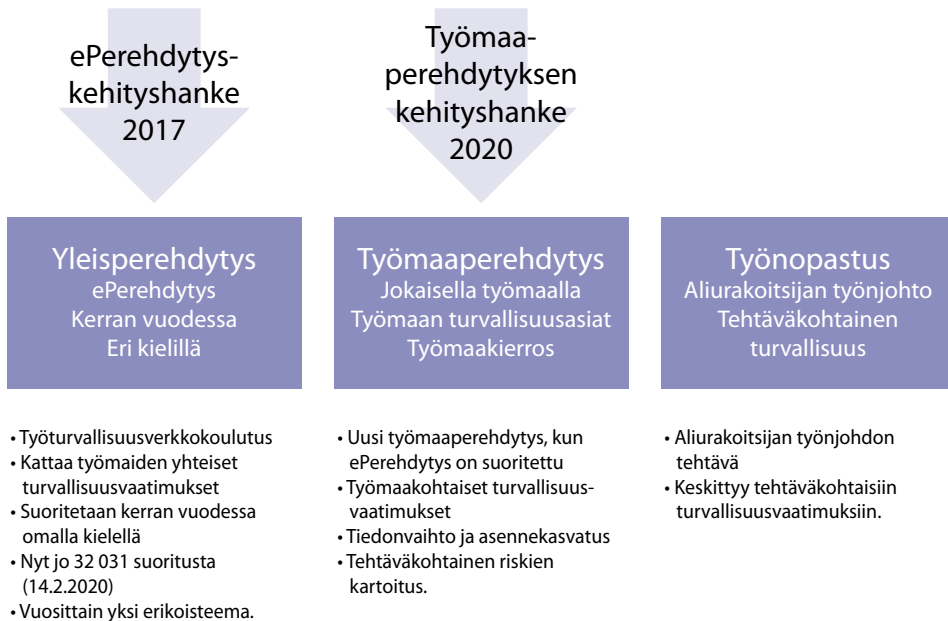 ePerehdytys-
kehityshanke
2017
Työmaa-
perehdytyksen
kehityshanke
2020
Yleisperehdytys
ePerehdytys
Kerran vuodessa
Eri kielillä
Työmaaperehdytys
Jokaisella työmaalla
Työmaan turvallisuusasiat
Työmaakierros
Työnopastus
Aliurakoitsijan työnjohto
Tehtäväkohtainen
turvallisuus
• Työturvallisuusverkkokoulutus
• Kattaa työmaiden yhteiset
turvallisuusvaatimukset
• Suoritetaan kerran vuodessa
omalla kielellä
• Nyt jo 32 031 suoritusta
(14.2.2020)
• Vuosittain yksi erikoisteema.
• Uusi työmaaperehdytys, kun
ePerehdytys on suoritettu
• Työmaakohtaiset turvallisuus-
vaatimukset
• Tiedonvaihto ja asennekasvatus
• Tehtäväkohtainen riskien
kartoitus.
• Aliurakoitsijan työnjohdon
tehtävä
• Keskittyy tehtäväkohtaisiin
turvallisuusvaatimuksiin.